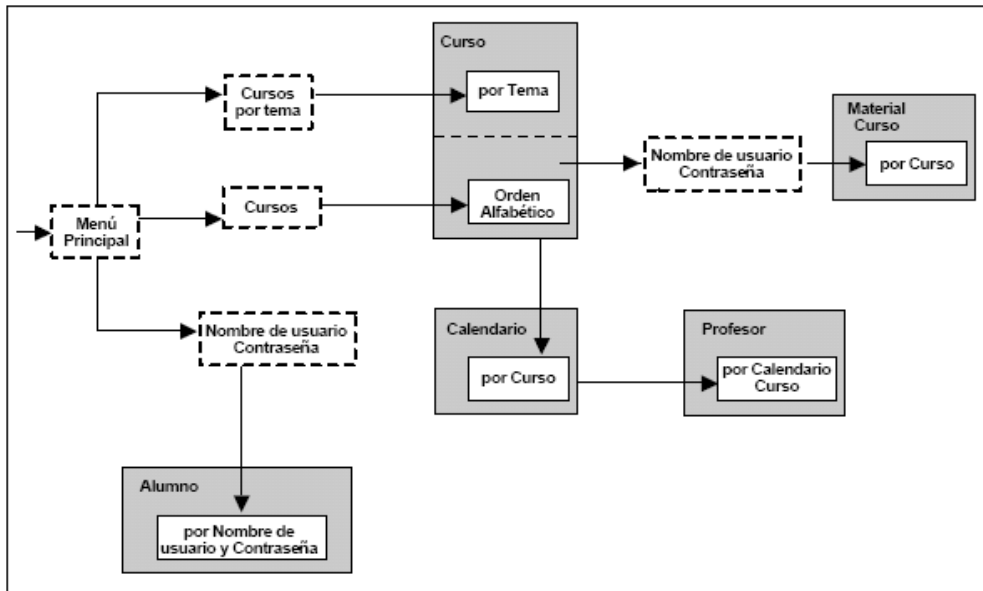 Curso
Cursos
por tema
por Tema
Material
Curso
Nombre de usuario
Contraseña
por Curso
Menú
Principal
Cursos
Orden
Alfabético
Nombre de usuario
Contraseña
Calendario
por Curso
Profesor
por Calendario
Curso
Alumno
por Nombre de
usuario y Contraseña